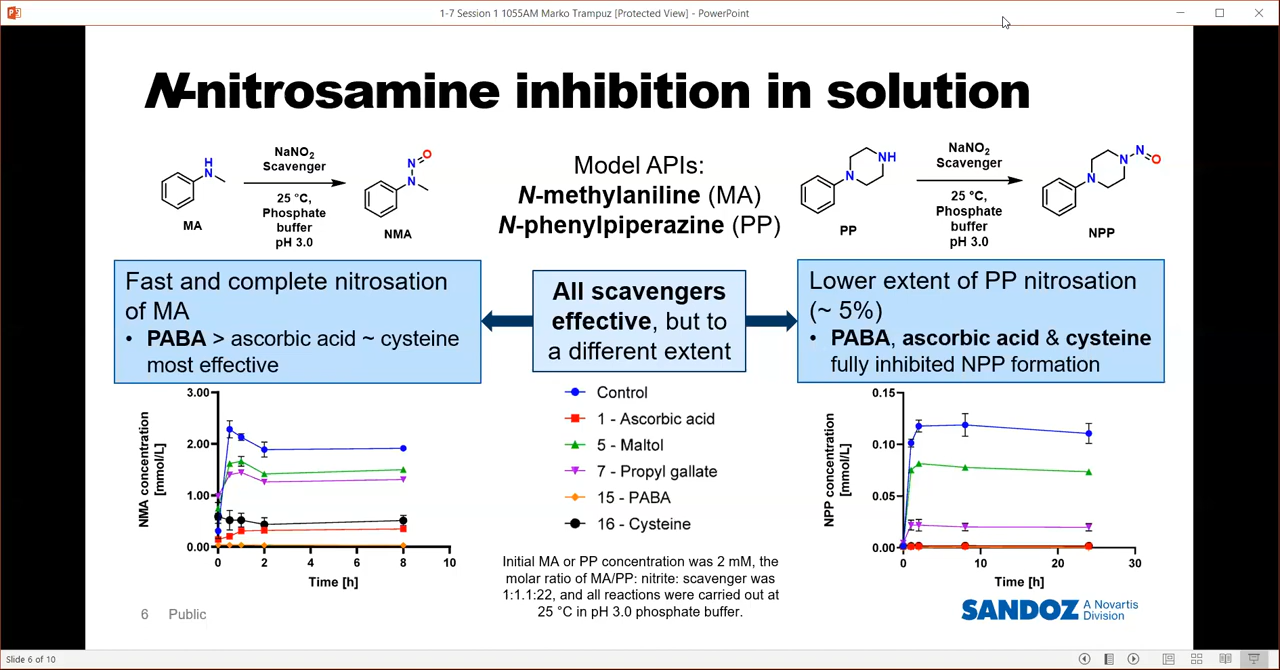 1-7 Session 1 1055AM Marko Trampuz [Protected View] - PowerPoint
N-nitrosamine inhibition in solution
H
N
MA
NaNO2
Scavenger
25 °C,
Phosphate
buffer
pH 3.0
N
O
N
NMA
Model APIs:
N-methylaniline (MA)
N-phenylpiperazine (PP)
NH
N
PP
NaNO2
Scavenger
25 °C,
Phosphate
buffer
pH 3.0
N
N
O
N
NPP
Fast and complete nitrosation
of MA
• PABA > ascorbic acid ~ cysteine
most effective
All scavengers
effective, but to
a different extent
Lower extent of PP nitrosation
(~ 5%)
• PABA, ascorbic acid & cysteine
fully inhibited NPP formation
NMA concentration
[mmol/L]
3.00
2.00
1.00
0.00
0 2 4 6 8 10
Time [h]
Control
1 - Ascorbic acid
5 - Maltol
7 - Propyl gallate
15 - PABA
16 - Cysteine
Initial MA or PP concentration was 2 mM, the
molar ratio of MA/PP: nitrite: scavenger was
1:1.1:22, and all reactions were carried out at
25 °C in pH 3.0 phosphate buffer.
NPP concentration
[mmol/L]
0.15
0.10
0.05
0.00
0 10 20 30
Time [h]
6 Public
SANDOZ A Novartis
Division
Slide 6 of 10